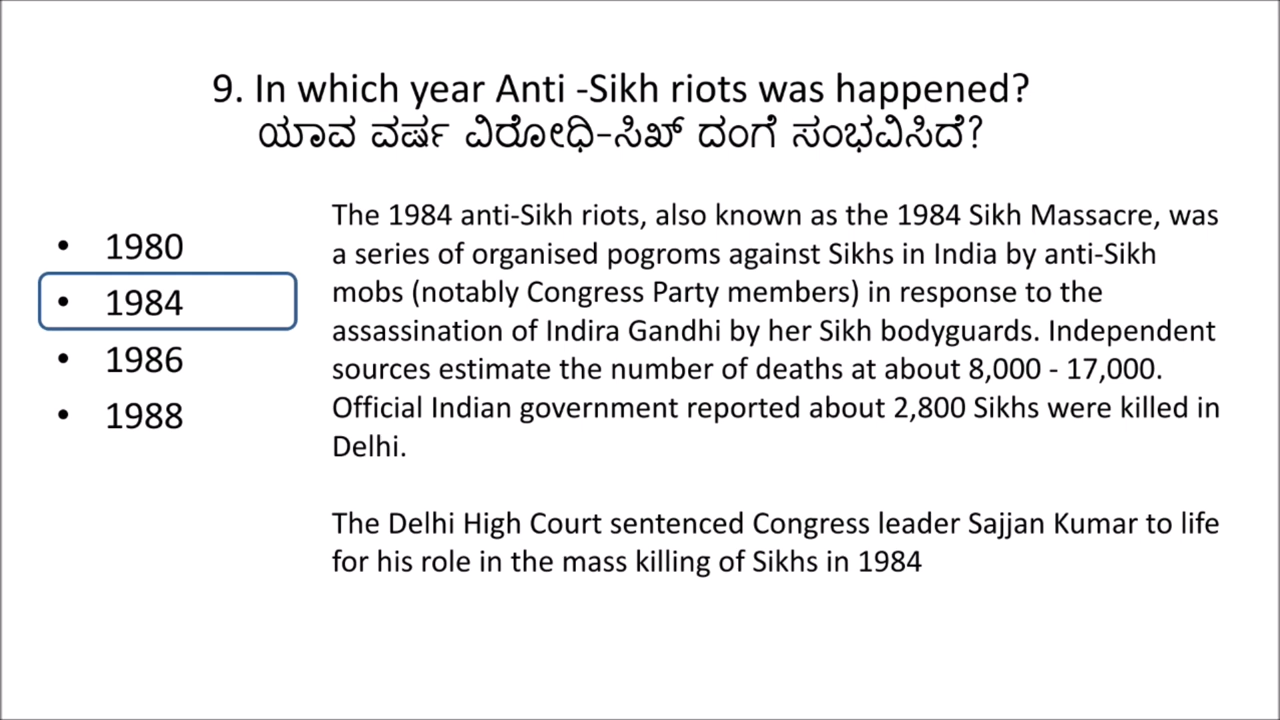 9. In which year Anti -Sikh riots was happened?
ಯಾವ ವರ್ಷ ವಿರೋಧಿ-ಸಿಖ್ ದಂಗೆ ಸಂಭವಿಸಿದೆ?
• 1980
• 1984
• 1986
• 1988
The 1984 anti-Sikh riots, also known as the 1984 Sikh Massacre, was
a series of organised pogroms against Sikhs in India by anti-Sikh
mobs (notably Congress Party members) in response to the
assassination of Indira Gandhi by her Sikh bodyguards. Independent
sources estimate the number of deaths at about 8,000 - 17,000.
Official Indian government reported about 2,800 Sikhs were killed in
Delhi.
The Delhi High Court sentenced Congress leader Sajjan Kumar to life
for his role in the mass killing of Sikhs in 1984